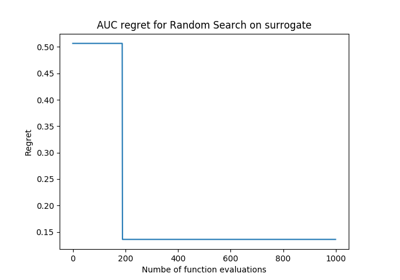 AUC regret for Random Search on surrogate
0.50
0.45
0.40
0.35
0.30
0.25
0.20
0.15
Regret
0 200 400 600 800 1000
Numbe of function evaluations